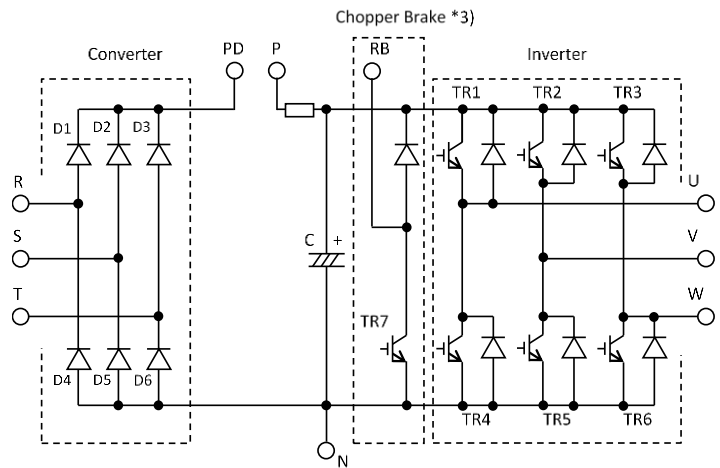 Chopper Brake *3)
Converter
PD
P
RB
Inverter
TR1
TR2
TR3
D1
D2
D3
R
U
S
V
C
+
T
W
TR7
D4
D5
D6
TR4
TR5
TR6
N